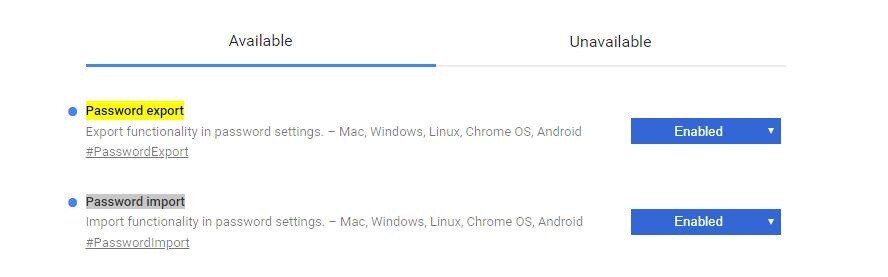 Available
Unavailable
Password export
Export functionality in password settings. – Mac, Windows, Linux, Chrome OS, Android
Enabled
#PasswordExport
Password import
Import functionality in password settings. – Mac, Windows, Linux, Chrome OS, Android
Enabled
#PasswordImport